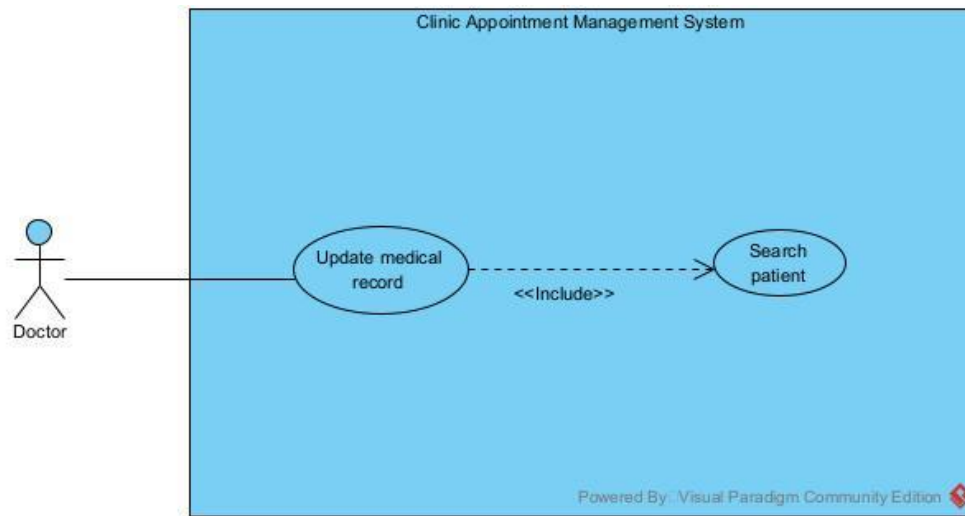 Clinic Appointment Management System
Update medical
record
Search
patient
<<Include>>
Doctor
Powered By Visual Paradigm Community Edition